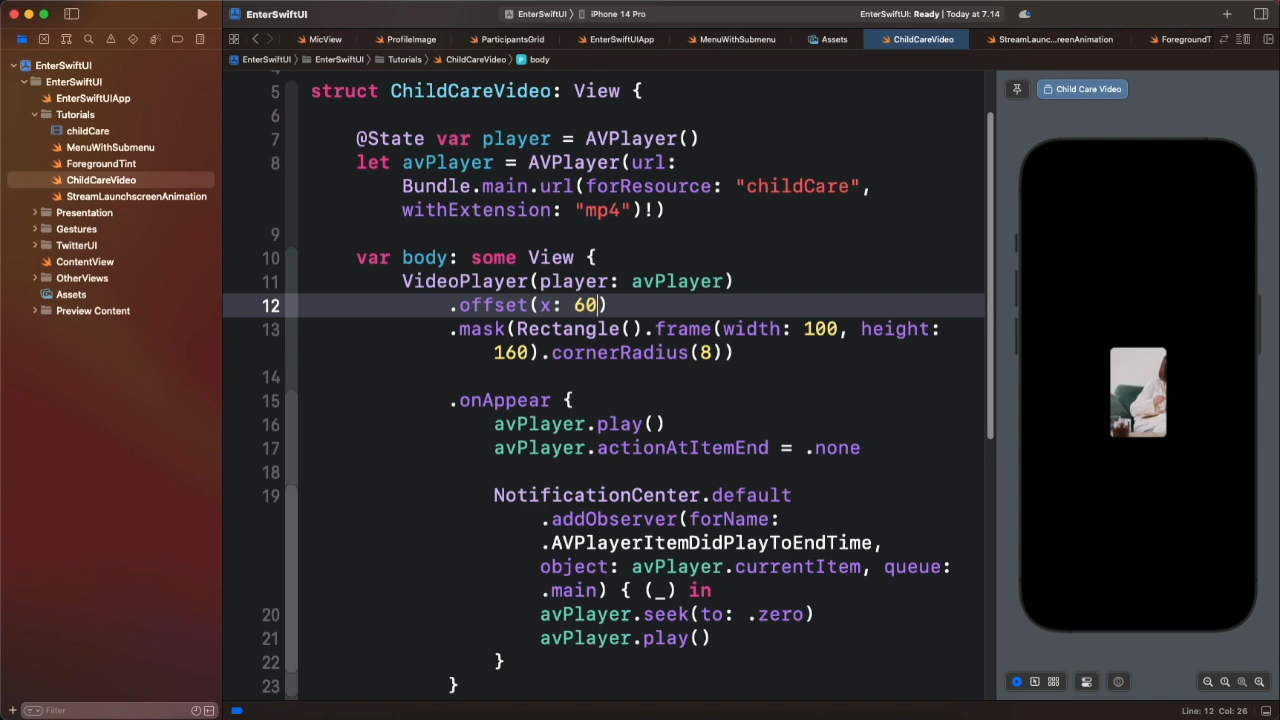 EnterSwiftUI
EnterSwiftUI 〉 iPhone 14 Pro
EnterSwiftUI: Ready | Today at 7.14
MicView
ProfileImage
ParticipantsGrid
EnterSwiftUIApp
MenuWithSubmenu
Assets
ChildCareVideo
StreamLaunc...reenAnimation
ForegroundT
EnterSwiftUI 〉 EnterSwiftUI 〉 Tutorials 〉 ChildCareVideo 〉 body
EnterSwiftUI
EnterSwiftUI
EnterSwiftUIApp
Tutorials
childCare
MenuWithSubmenu
ForegroundTint
ChildCareVideo
StreamLaunchscreenAnimation
Presentation
Gestures
TwitterUI
ContentView
OtherViews
Assets
Preview Content
Filter
5 struct ChildCareVideo: View {
6
7 @State var player = AVPlayer()
8 let avPlayer = AVPlayer(url:
Bundle.main.url(forResource: "childCare",
withExtension: "mp4")!)
9
10 var body: some View {
11 VideoPlayer(player: avPlayer)
12 .offset(x: 60)
13 .mask(Rectangle().frame(width: 100, height:
160).cornerRadius(8))
14
15 .onAppear {
16 avPlayer.play()
17 avPlayer.actionAtItemEnd = .none
18
19 NotificationCenter.default
.addObserver(forName:
.AVPlayerItemDidPlayToEndTime,
object: avPlayer.currentItem, queue:
.main) { (_) in
20 avPlayer.seek(to: .zero)
21 avPlayer.play()
22 }
23 }
Child Care Video
Line: 12 Col: 26